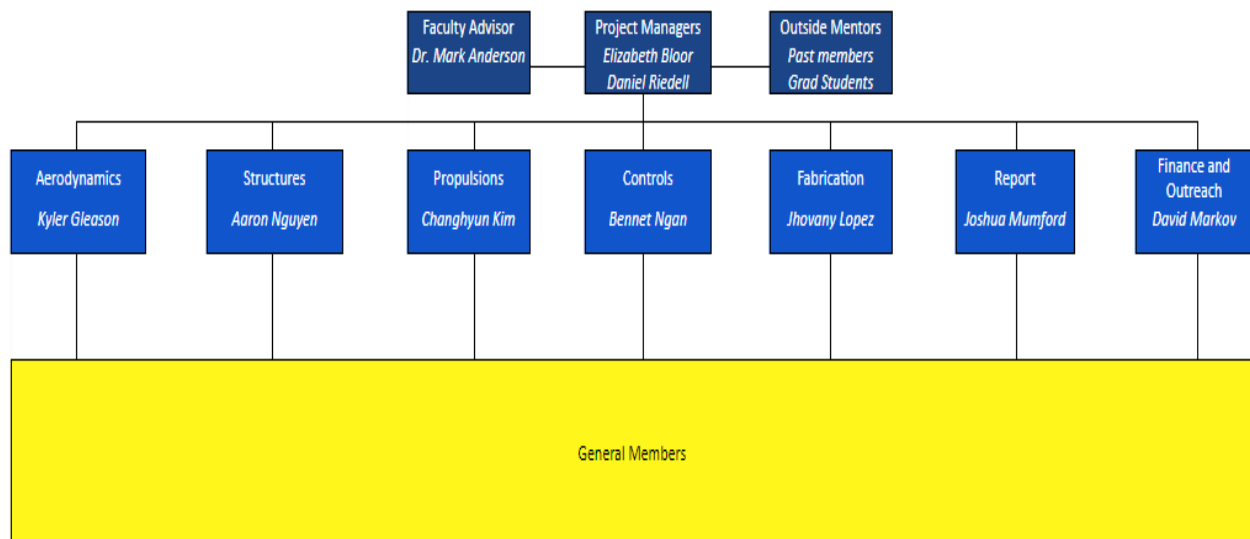 Faculty Advisor
Dr. Mark Anderson
Project Managers
Elizabeth Bloor
Daniel Riedell
Outside Mentors
Past members
Grad Students
Aerodynamics
Kyler Gleason
Structures
Aaron Nguyen
Propulsions
Changhyun Kim
Controls
Bennet Ngan
Fabrication
Jhovany Lopez
Report
Joshua Mumford
Finance and
Outreach
David Markov
General Members